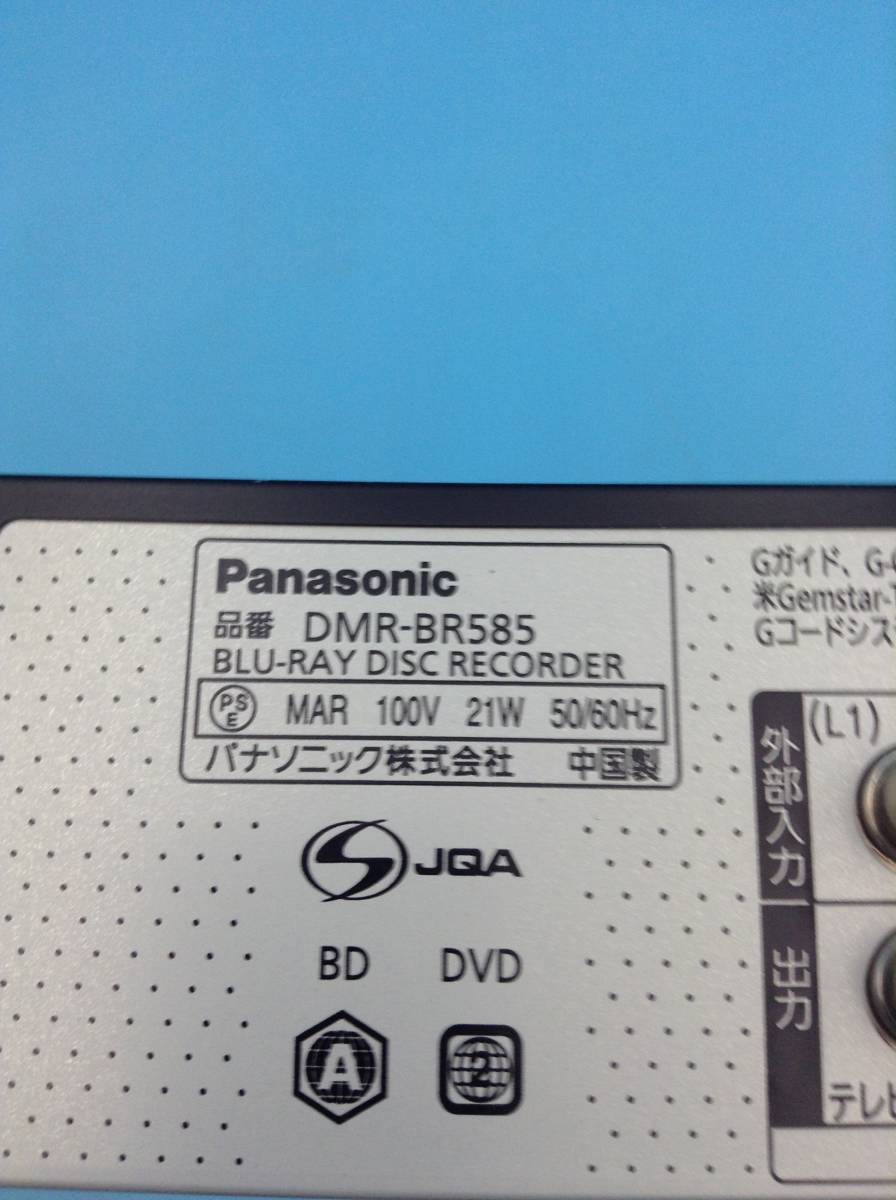 Panasonic
品番 DMR-BR585
BLU-RAY DISC RECORDER
PSE MAR 100V 21W 50/60Hz
パナソニック株式会社 中国製
JQA
BD DVD
A 2
Gガイド、G-
米Gemstar-T
Gコードシス
(L1)
外部入力
出力
テレビ